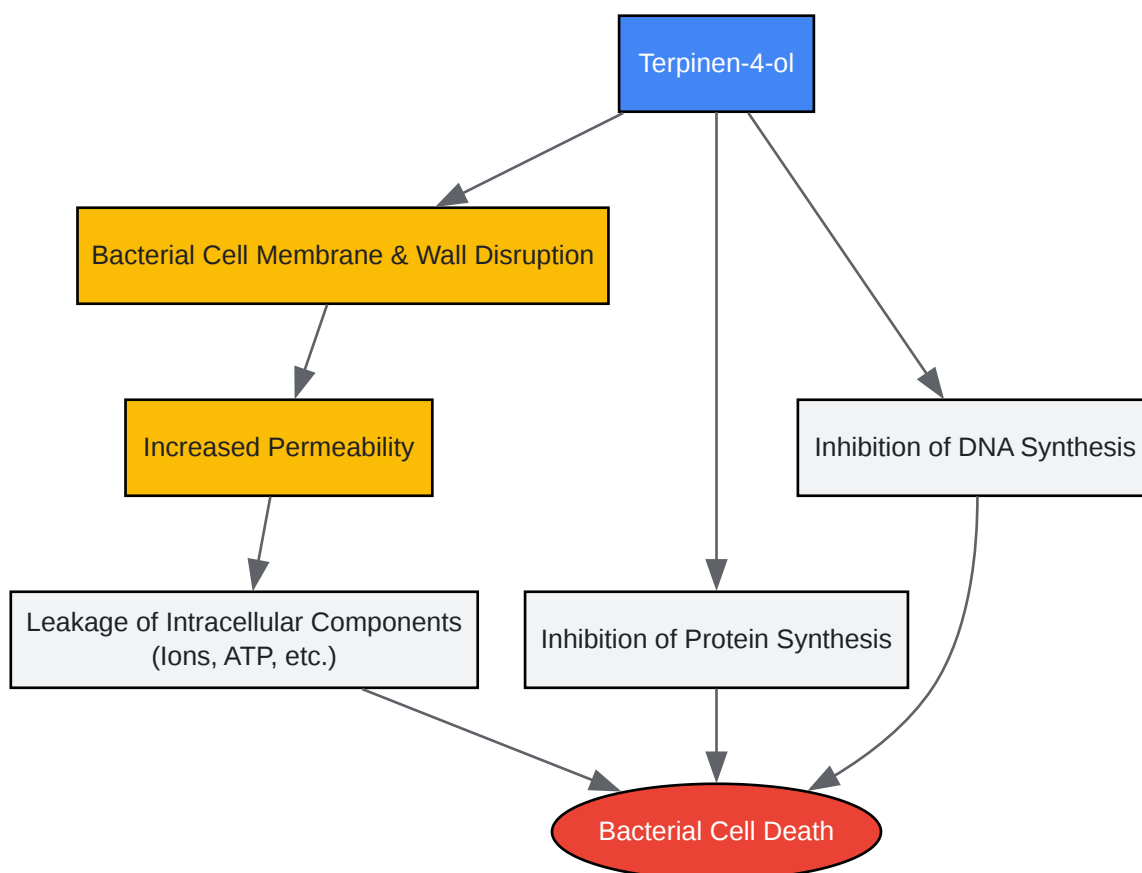 Terpinen-4-ol
Bacterial Cell Membrane & Wall Disruption
Increased Permeability
Inhibition of DNA Synthesis
Leakage of Intracellular Components
(Ions, ATP, etc.)
Inhibition of Protein Synthesis
Bacterial Cell Death